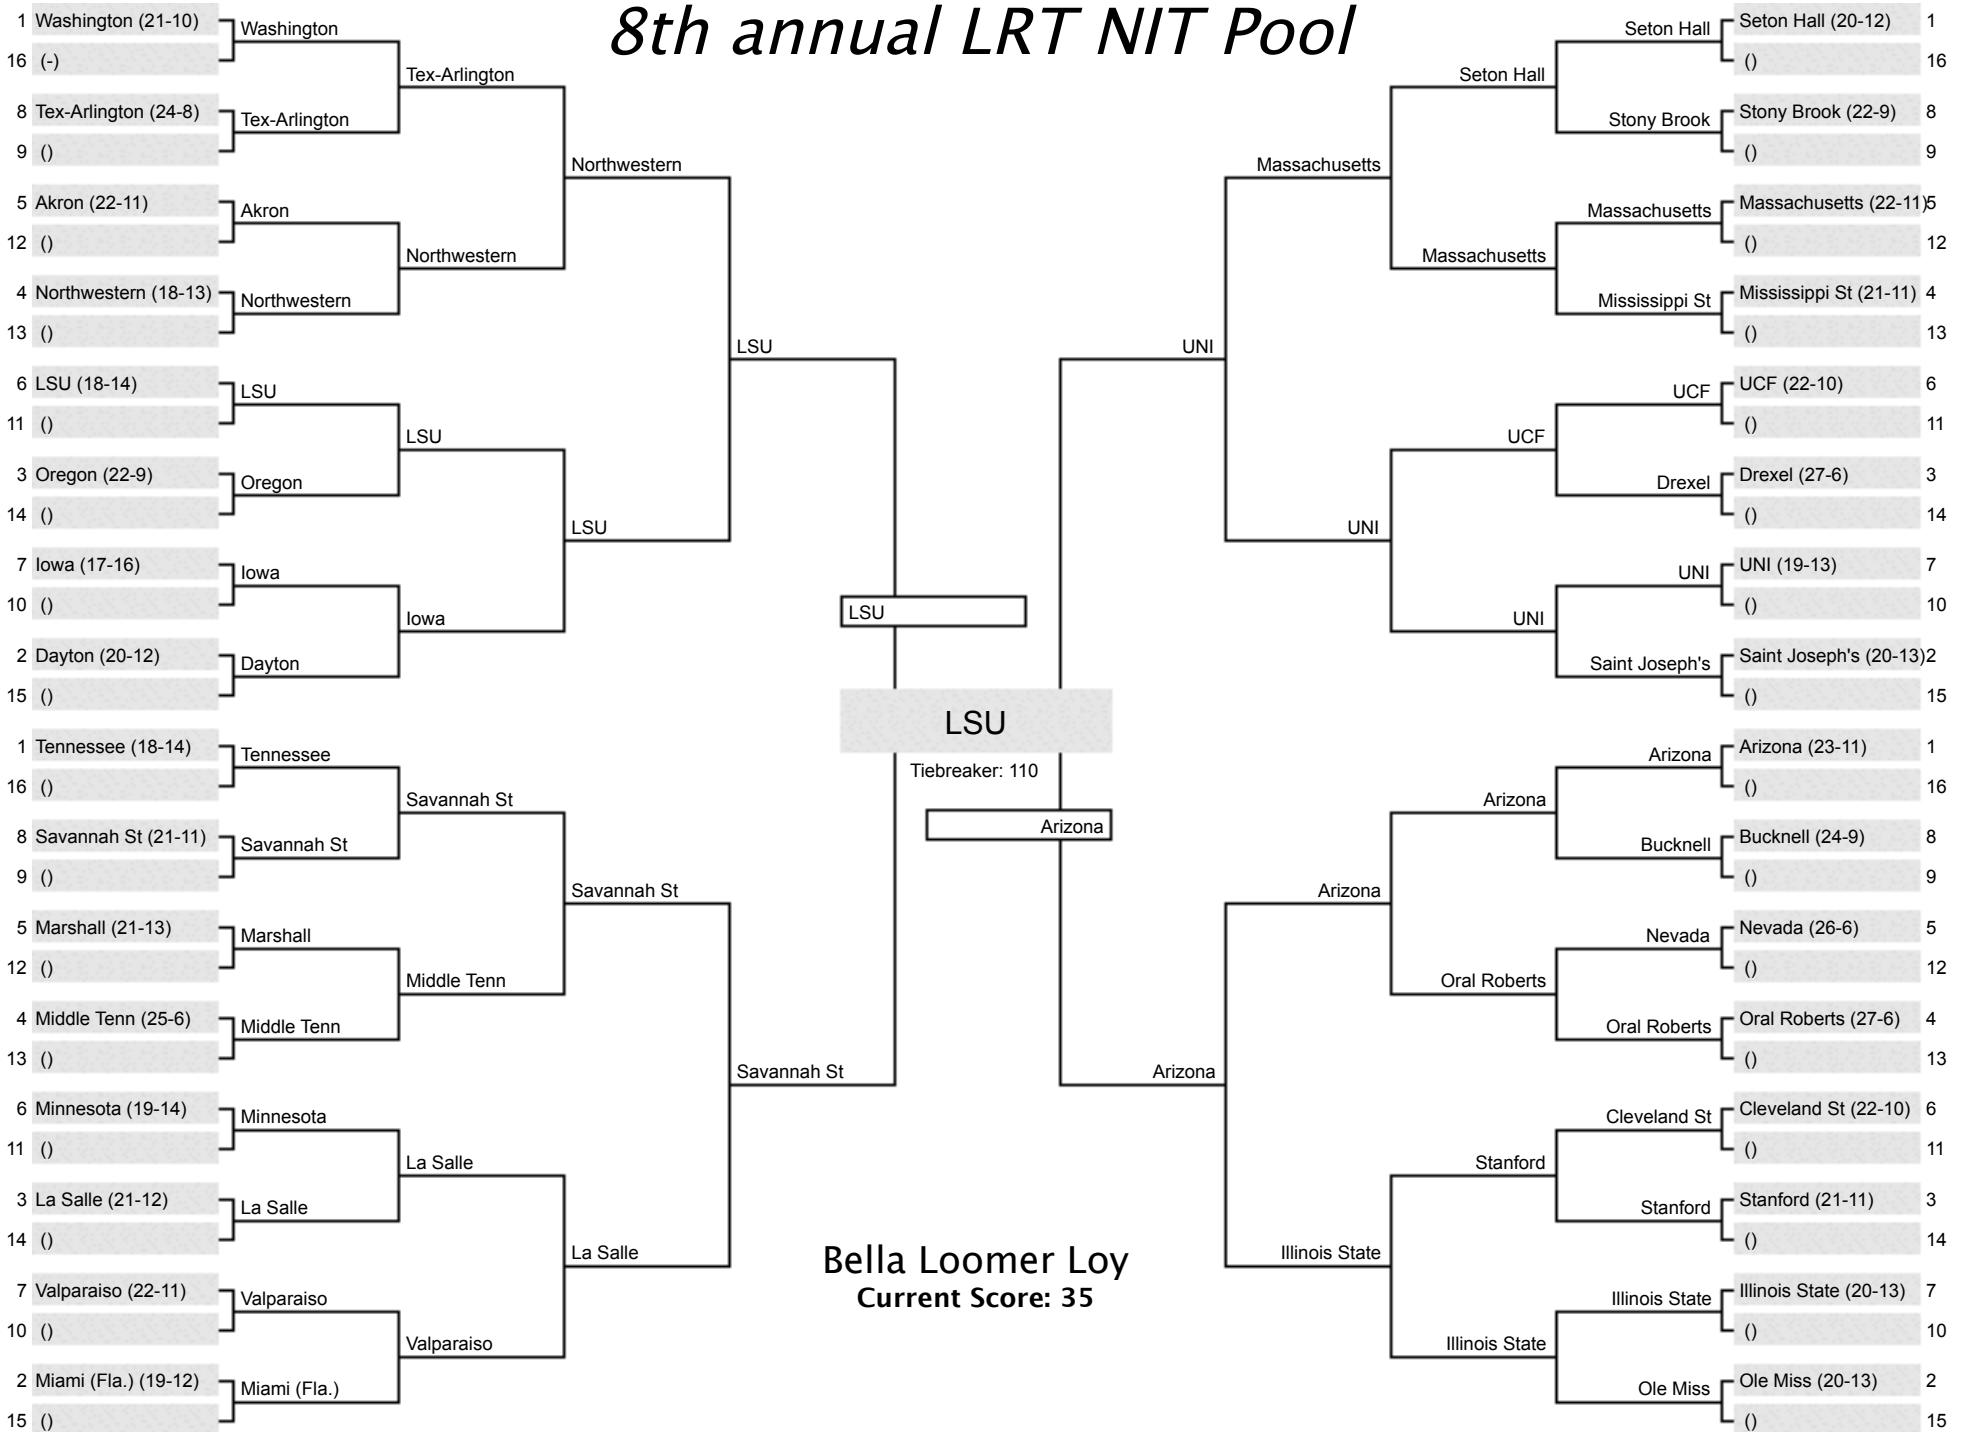 8th annual LRT NIT Pool
1 Washington (21-10)
16 (-)
8 Tex-Arlington (24-8)
9 ()
5 Akron (22-11)
12 ()
4 Northwestern (18-13)
13 ()
6 LSU (18-14)
11 ()
3 Oregon (22-9)
14 ()
7 Iowa (17-16)
10 ()
2 Dayton (20-12)
15 ()
1 Tennessee (18-14)
16 ()
8 Savannah St (21-11)
9 ()
5 Marshall (21-13)
12 ()
4 Middle Tenn (25-6)
13 ()
6 Minnesota (19-14)
11 ()
3 La Salle (21-12)
14 ()
7 Valparaiso (22-11)
10 ()
2 Miami (Fla.) (19-12)
15 ()
Washington
Tex-Arlington
Akron
Northwestern
LSU
Oregon
Iowa
Dayton
Tennessee
Savannah St
Marshall
Middle Tenn
Minnesota
La Salle
Valparaiso
Miami (Fla.)
Tex-Arlington
Northwestern
LSU
Iowa
Savannah St
Middle Tenn
La Salle
Valparaiso
Northwestern
LSU
Savannah St
La Salle
LSU
Savannah St
LSU
LSU
Tiebreaker: 110
Arizona
Bella Loomer Loy
Current Score: 35
UNI
Arizona
Massachusetts
UNI
Arizona
Illinois State
Seton Hall
Massachusetts
UCF
UNI
Arizona
Oral Roberts
Stanford
Illinois State
Seton Hall
Stony Brook
Massachusetts
Mississippi St
UCF
Drexel
UNI
Saint Joseph's
Arizona
Bucknell
Nevada
Oral Roberts
Cleveland St
Stanford
Illinois State
Ole Miss
Seton Hall (20-12) 1
() 16
Stony Brook (22-9) 8
() 9
Massachusetts (22-11)5
() 12
Mississippi St (21-11) 4
() 13
UCF (22-10) 6
() 11
Drexel (27-6) 3
() 14
UNI (19-13) 7
() 10
Saint Joseph's (20-13)2
() 15
Arizona (23-11) 1
() 16
Bucknell (24-9) 8
() 9
Nevada (26-6) 5
() 12
Oral Roberts (27-6) 4
() 13
Cleveland St (22-10) 6
() 11
Stanford (21-11) 3
() 14
Illinois State (20-13) 7
() 10
Ole Miss (20-13) 2
() 15